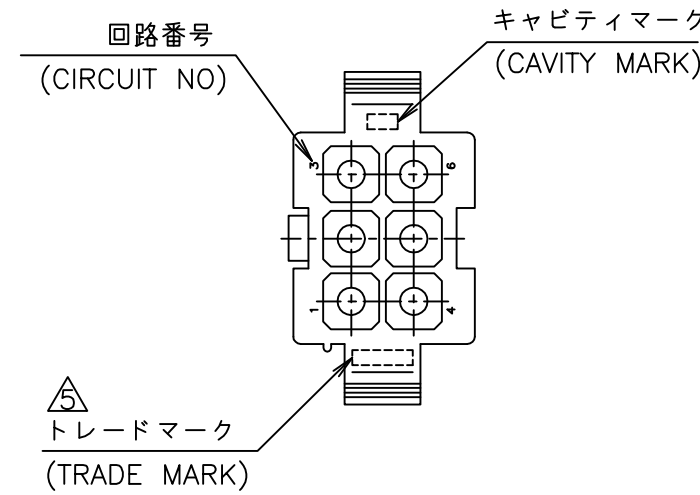 回路番号
(CIRCUIT NO)
キャビティマーク
(CAVITY MARK)
3
6
1
4
5
トレードマーク
(TRADE MARK)